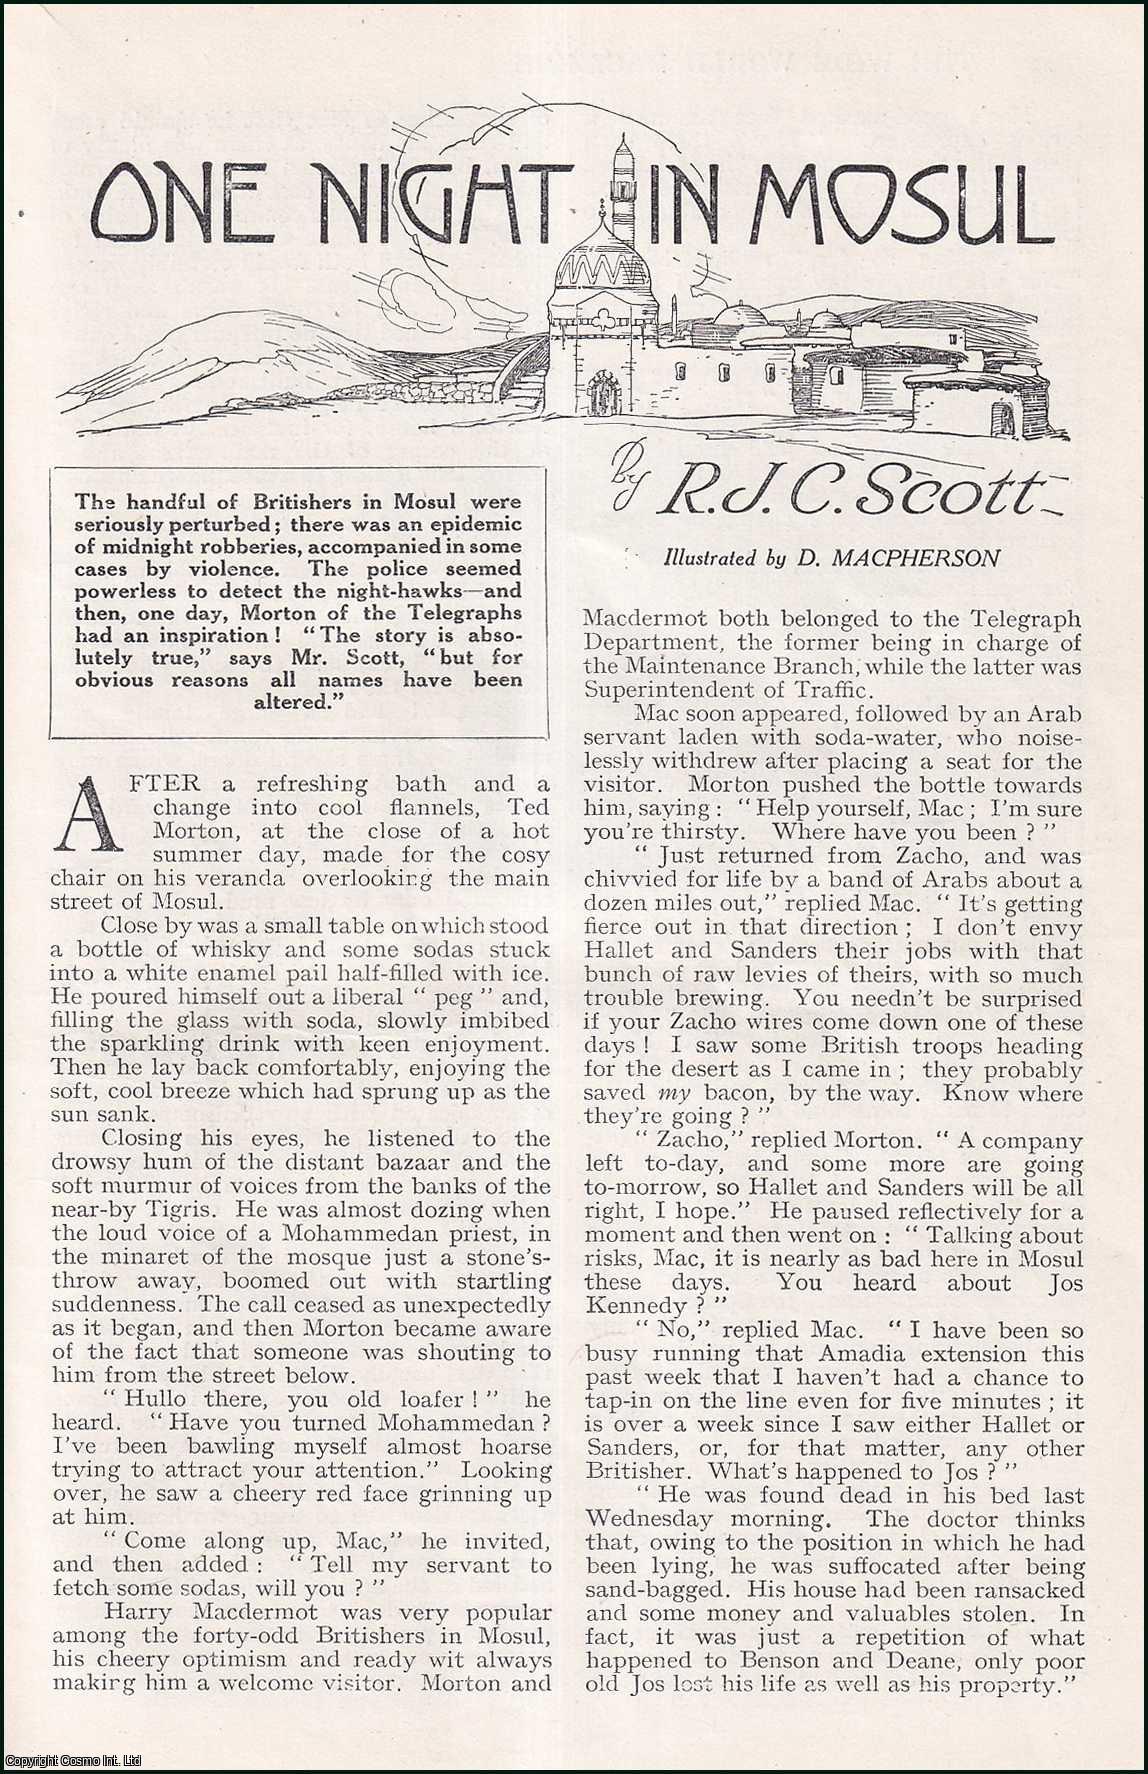 ONE NIGHT IN MOSUL
By R. J. C. Scott
Illustrated by D. MACPHERSON
The handful of Britishers in Mosul were
seriously perturbed; there was an epidemic
of midnight robberies, accompanied in some
cases by violence. The police seemed
powerless to detect the night-hawks—and
then, one day, Morton of the Telegraphs
had an inspiration! "The story is abso-
lutely true," says Mr. Scott, "but for
obvious reasons all names have been
altered."
AFTER a refreshing bath and a
change into cool flannels, Ted
Morton, at the close of a hot
summer day, made for the cosy
chair on his veranda overlooking the main
street of Mosul.
Close by was a small table on which stood
a bottle of whisky and some sodas stuck
into a white enamel pail half-filled with ice.
He poured himself out a liberal " peg " and,
filling the glass with soda, slowly imbibed
the sparkling drink with keen enjoyment.
Then he lay back comfortably, enjoying the
soft, cool breeze which had sprung up as the
sun sank.
Closing his eyes, he listened to the
drowsy hum of the distant bazaar and the
soft murmur of voices from the banks of the
near-by Tigris. He was almost dozing when
the loud voice of a Mohammedan priest, in
the minaret of the mosque just a stone's-
throw away, boomed out with startling
suddenness. The call ceased as unexpectedly
as it began, and then Morton became aware
of the fact that someone was shouting to
him from the street below.
" Hullo there, you old loafer ! " he
heard. " Have you turned Mohammedan ?
I've been bawling myself almost hoarse
trying to attract your attention." Looking
over, he saw a cheery red face grinning up
at him.
" Come along up, Mac," he invited,
and then added : " Tell my servant to
fetch some sodas, will you ? "
Harry Macdermot was very popular
among the forty-odd Britishers in Mosul,
his cheery optimism and ready wit always
making him a welcome visitor. Morton and
Macdermot both belonged to the Telegraph
Department, the former being in charge of
the Maintenance Branch, while the latter was
Superintendent of Traffic.
Mac soon appeared, followed by an Arab
servant laden with soda-water, who noise-
lessly withdrew after placing a seat for the
visitor. Morton pushed the bottle towards
him, saying : " Help yourself, Mac ; I'm sure
you're thirsty. Where have you been ? "
" Just returned from Zacho, and was
chivvied for life by a band of Arabs about a
dozen miles out," replied Mac. " It's getting
fierce out in that direction ; I don't envy
Hallet and Sanders their jobs with that
bunch of raw levies of theirs, with so much
trouble brewing. You needn't be surprised
if your Zacho wires come down one of these
days ! I saw some British troops heading
for the desert as I came in ; they probably
saved my bacon, by the way. Know where
they're going ? "
" Zacho," replied Morton. " A company
left to-day, and some more are going
to-morrow, so Hallet and Sanders will be all
right, I hope." He paused reflectively for a
moment and then went on : " Talking about
risks, Mac, it is nearly as bad here in Mosul
these days. You heard about Jos
Kennedy ? "
" No," replied Mac. " I have been so
busy running that Amadia extension this
past week that I haven't had a chance to
tap-in on the line even for five minutes ; it
is over a week since I saw either Hallet or
Sanders, or, for that matter, any other
Britisher. What's happened to Jos ? "
" He was found dead in his bed last
Wednesday morning. The doctor thinks
that, owing to the position in which he had
been lying, he was suffocated after being
sand-bagged. His house had been ransacked
and some money and valuables stolen. In
fact, it was just a repetition of what
happened to Benson and Deane, only poor
old Jos lost his life as well as his property."
Copyright Cosmo Int. Ltd